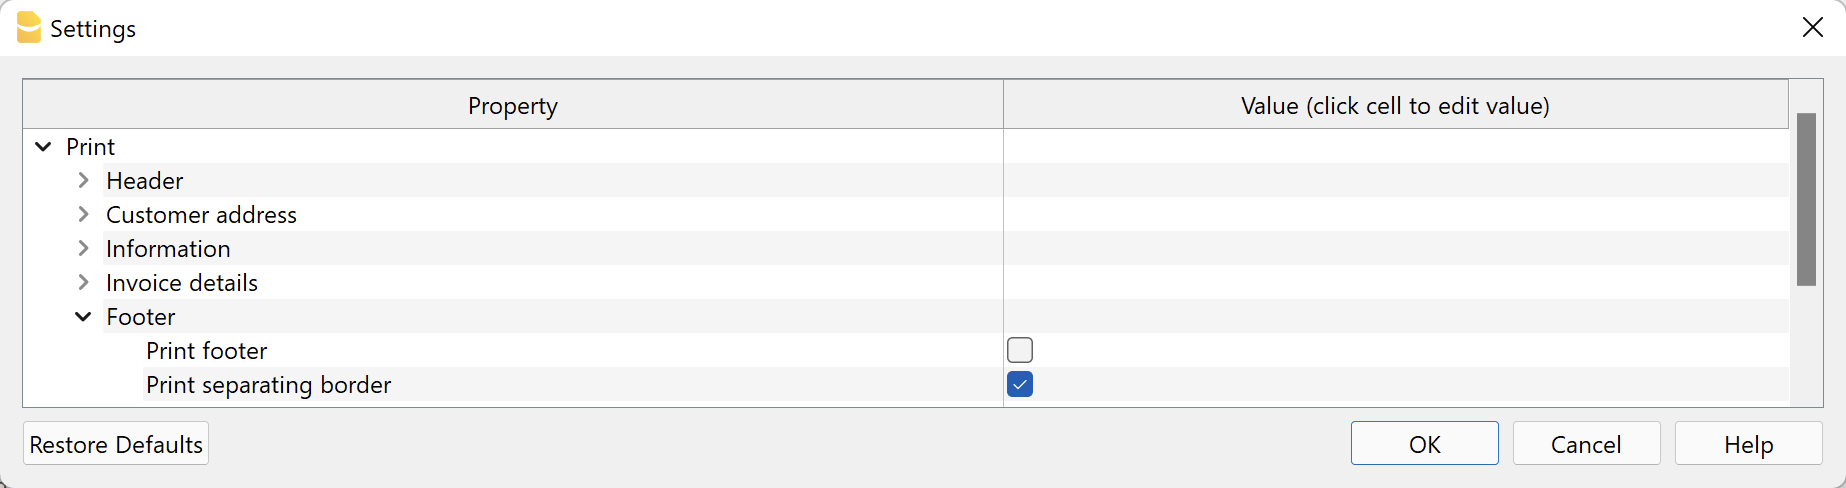 Settings
Property Value (click cell to edit value)
Print
Header
Customer address
Information
Invoice details
Footer
Print footer
Print separating border
Restore Defaults OK Cancel Help